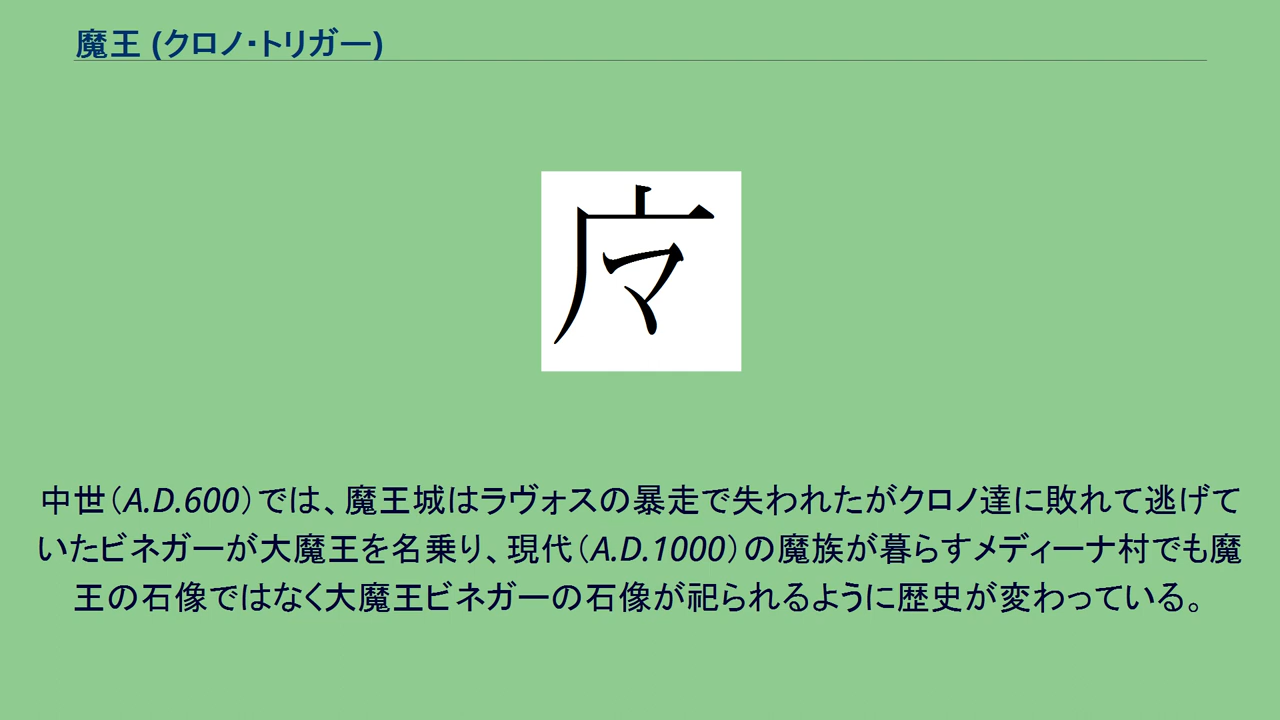 魔王 (クロノ・トリガー)
中世（A.D.600）では、魔王城はラヴォスの暴走で失われたがクロノ達に敗れて逃げて
いたビネガーが大魔王を名乗り、現代（A.D.1000）の魔族が暮らすメディーナ村でも魔
王の石像ではなく大魔王ビネガーの石像が祀られるように歴史が変わっている。